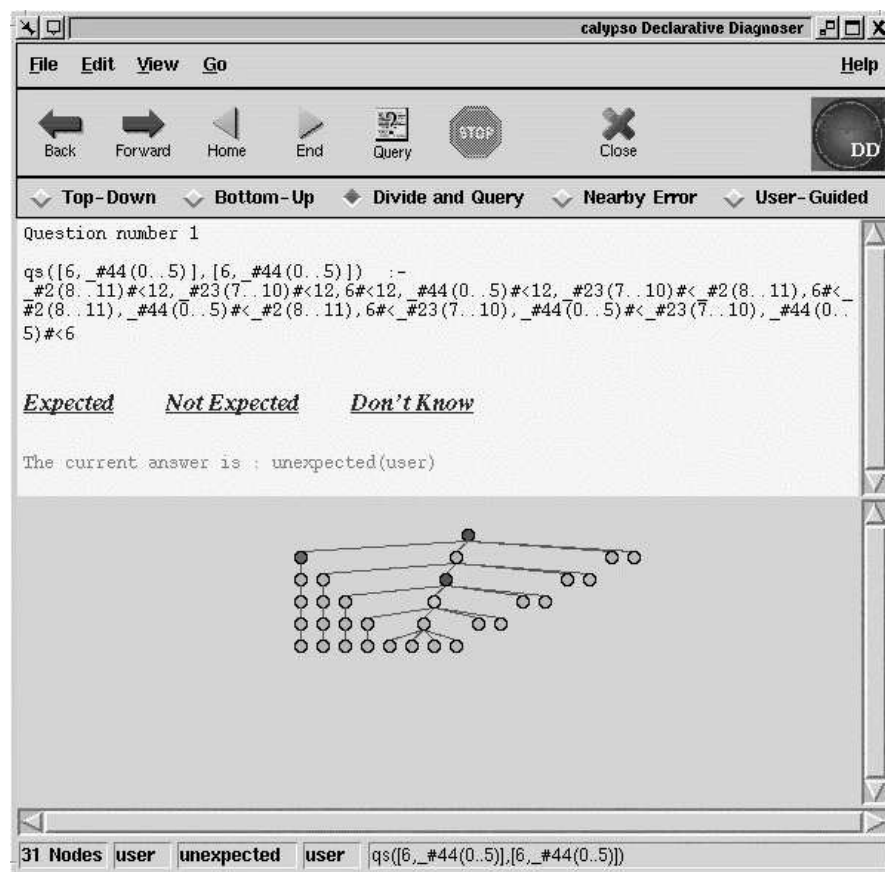 calypso Declarative Diagnoser
File Edit View Go Help
Back Forward Home End Query STOP Close DD
Top-Down Bottom-Up Divide and Query Nearby Error User-Guided
Question number 1
qs([6,_#44(0..5)],[6,_#44(0..5)]) :-
_#2(8..11)#<12,_#23(7..10)#<12,6#<12,_#44(0..5)#<12,_#23(7..10)#<_#2(8..11),6#<_
#2(8..11),_#44(0..5)#<_#2(8..11),6#<_#23(7..10),_#44(0..5)#<_#23(7..10),_#44(0..
5)#<6
Expected Not Expected Don't Know
The current answer is : unexpected(user)
31 Nodes user unexpected user qs([6,_#44(0..5)],[6,_#44(0..5)])